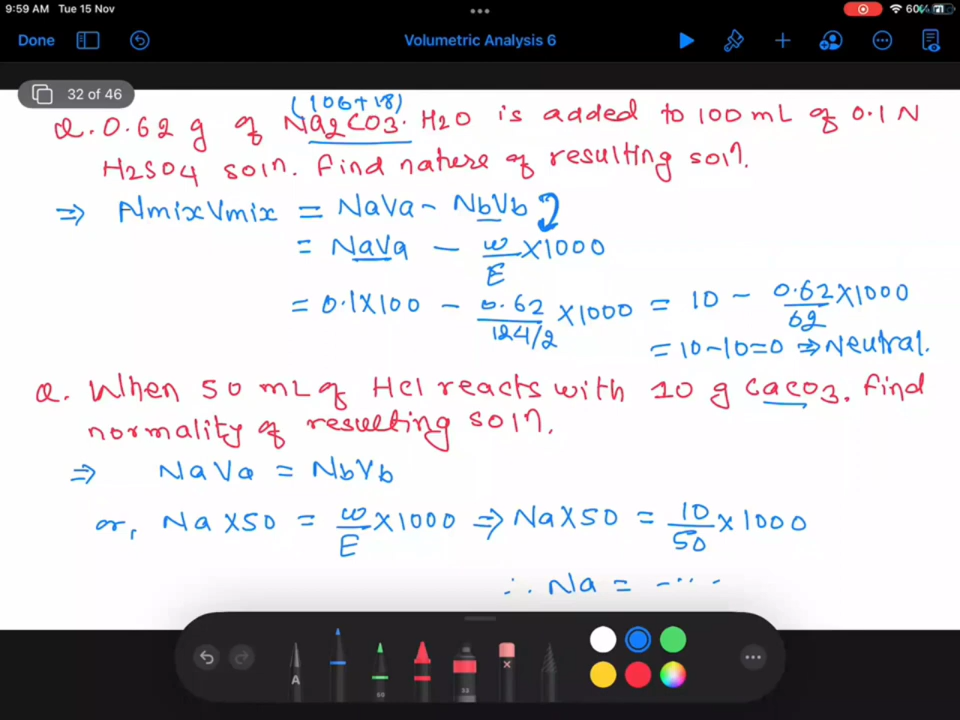 9:59 AM Tue 15 Nov
60%
Done
Volumetric Analysis 6
32 of 46
(106+18)
Q. 0.62 g of Na2CO3. H2O is added to 100 mL of 0.1 N
H2SO4 soln. Find nature of resulting soln.
⇒ NmixVmix = NaVa - NbVb
= NaVa - w/E × 1000
= 0.1×100 - 0.62/124/2 × 1000 = 10 - 0.62/62 × 1000
= 10-10=0 ⇒ Neutral.
Q. When 50 mL of HCl reacts with 10 g CaCO3. Find
normality of resulting soln.
⇒ NaVa = NbVb
or, Na × 50 = w/E × 1000 ⇒ Na × 50 = 10/50 × 1000
∴ Na = -----
A